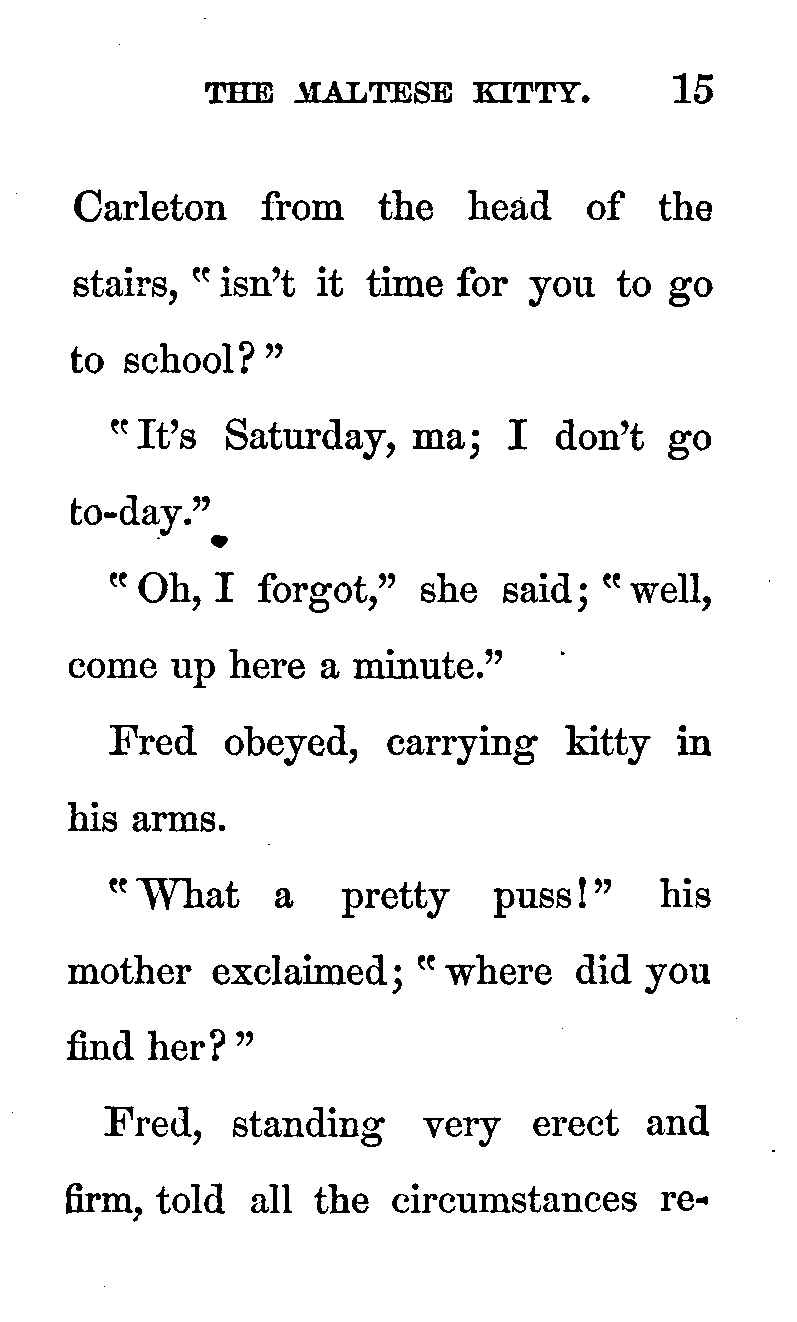 THE MALTESE KITTY. 15
Carleton from the head of the
stairs, “isn’t it time for you to go
to school?”
“It’s Saturday, ma; I don’t go
to-day.”
“Oh, I forgot,” she said; “well,
come up here a minute.”
Fred obeyed, carrying kitty in
his arms.
“What a pretty puss!” his
mother exclaimed; “where did you
find her?”
Fred, standing very erect and
firm, told all the circumstances re-